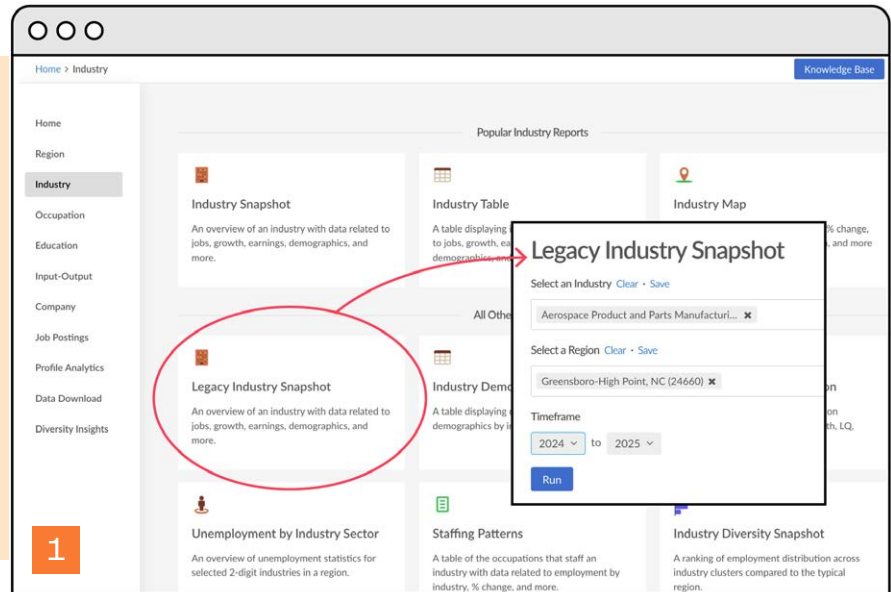 Home > Industry
Knowledge Base
Home
Region
Industry
Occupation
Education
Input-Output
Company
Job Postings
Profile Analytics
Data Download
Diversity Insights
Popular Industry Reports
Industry Snapshot
An overview of an industry with data related to
jobs, growth, earnings, demographics, and
more.
Industry Table
A table displaying
to jobs, growth, ea
demographics, an
Industry Map
% change,
, and more
All Othe
Legacy Industry Snapshot
An overview of an industry with data related to
jobs, growth, earnings, demographics, and
more.
Industry Demo
A table displaying
demographics by in
on
on
th, LQ,
Legacy Industry Snapshot
Select an Industry Clear • Save
Aerospace Product and Parts Manufacturi... ✖
Select a Region Clear • Save
Greensboro-High Point, NC (24660) ✖
Timeframe
2024 to 2025
Run
Unemployment by Industry Sector
An overview of unemployment statistics for
selected 2-digit industries in a region.
Staffing Patterns
A table of the occupations that staff an
industry with data related to employment by
industry, % change, and more.
Industry Diversity Snapshot
A ranking of employment distribution across
industry clusters compared to the typical
region.
1